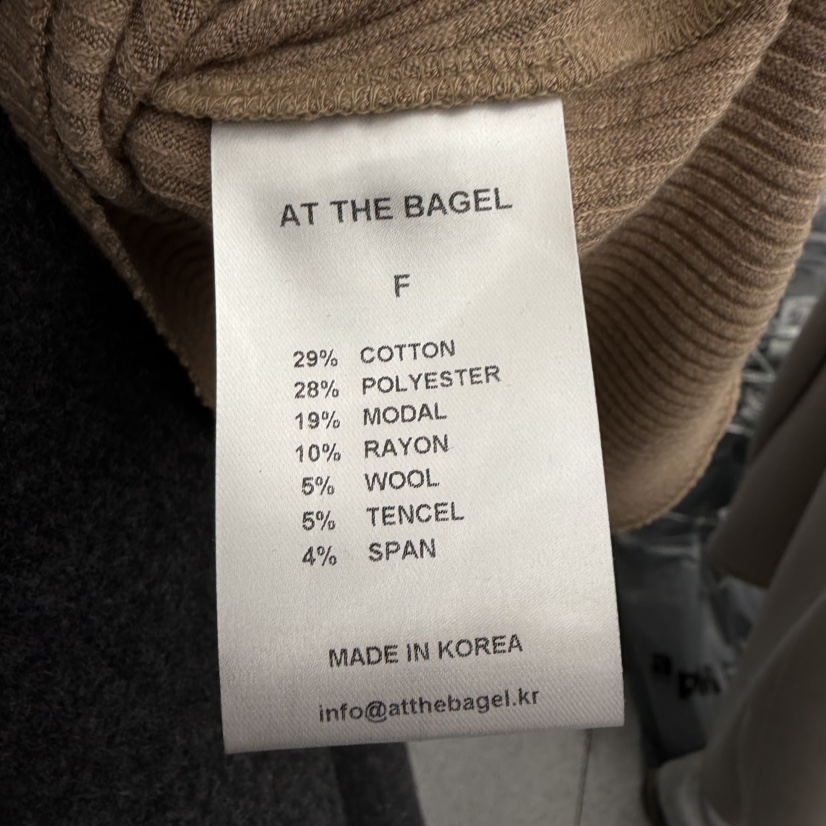 AT THE BAGEL
F
29% COTTON
28% POLYESTER
19% MODAL
10% RAYON
5% WOOL
5% TENCEL
4% SPAN
MADE IN KOREA
info@atthebagel.kr